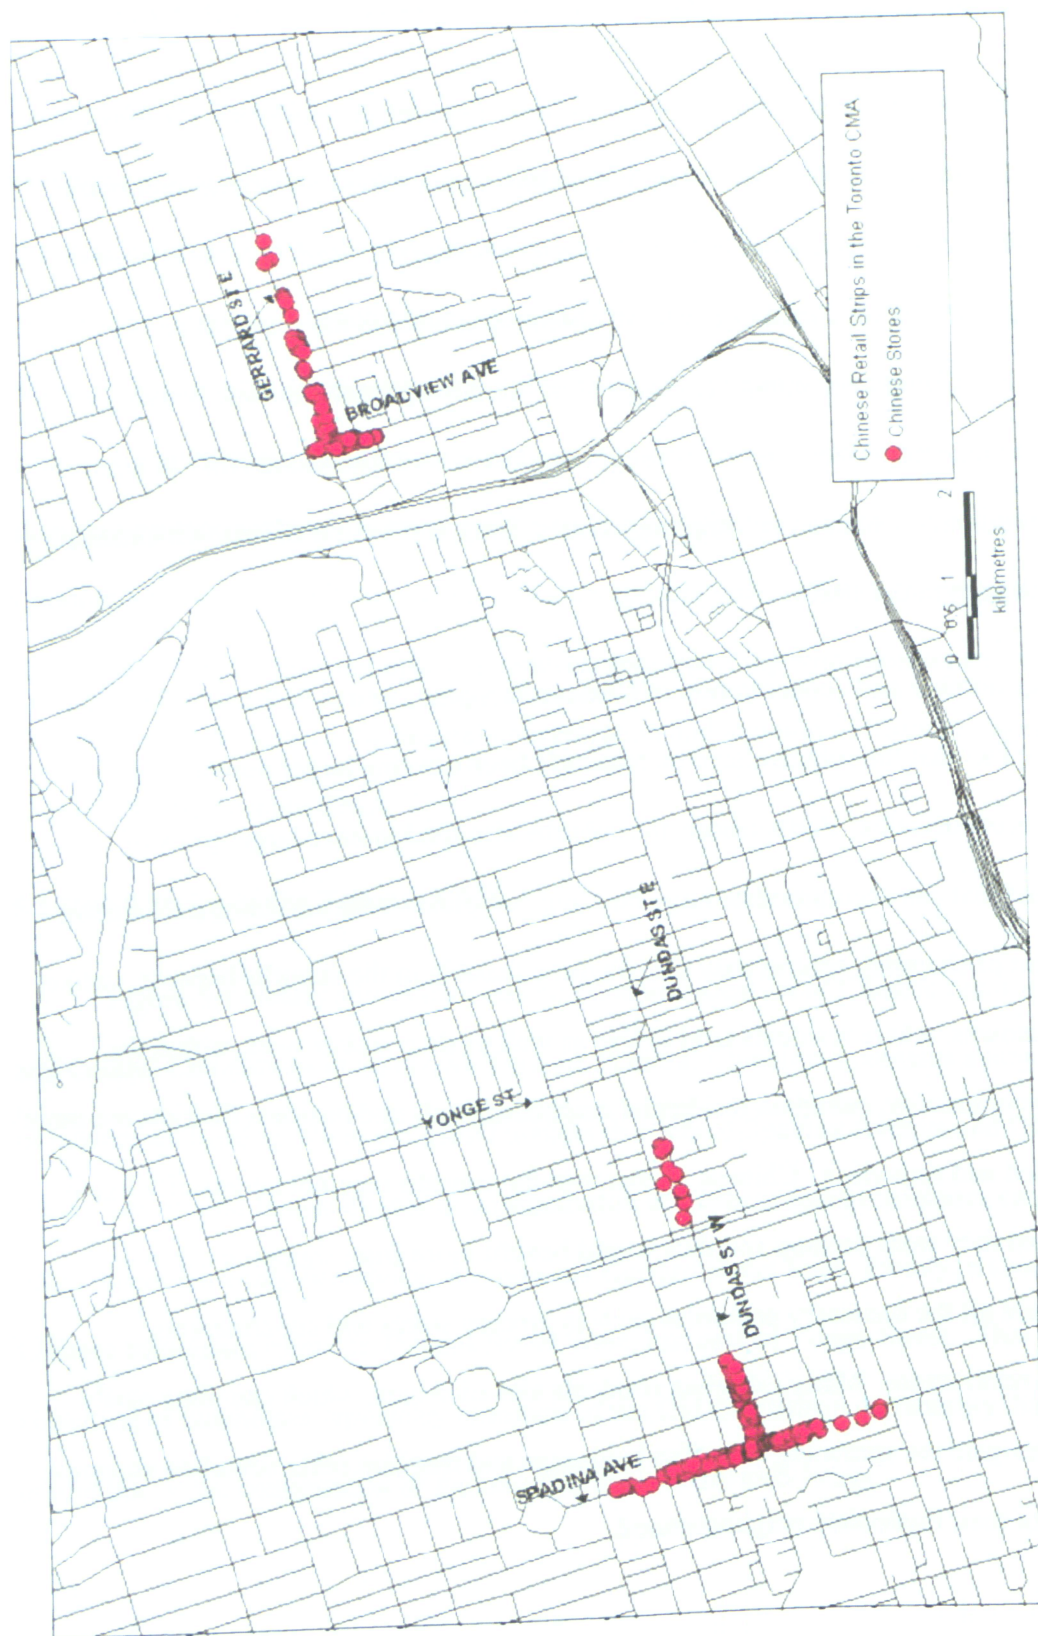 GERRARD ST E
BROADVIEW AVE
YONGE ST
DUNDAS ST E
DUNDAS ST W
SPADINA AVE
Chinese Retail Strips in the Toronto CMA
Chinese Stores
0 0.5 1 2
kilometres